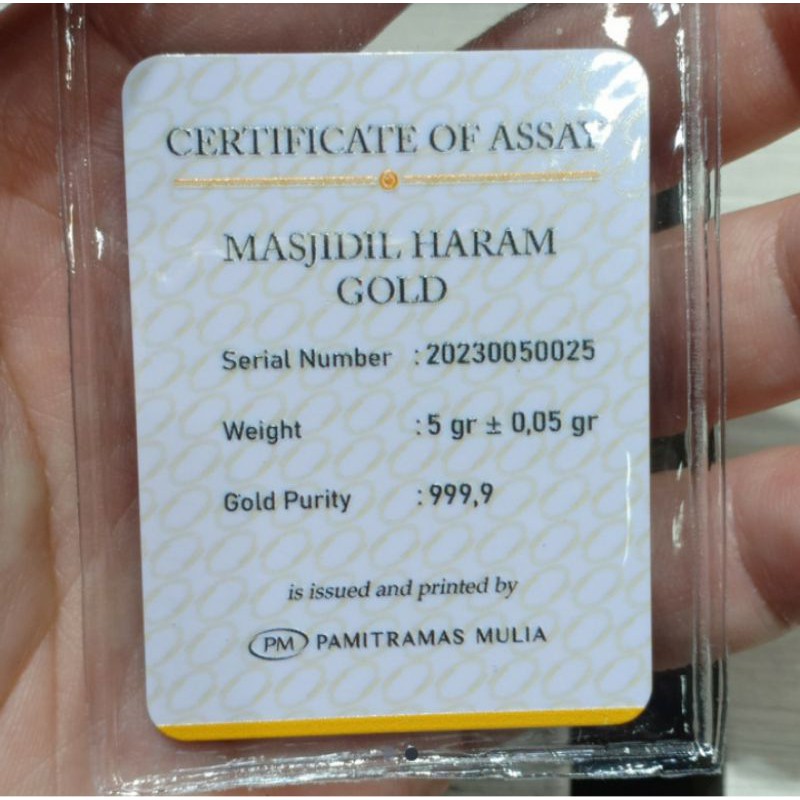 CERTIFICATE OF ASSAY
MASJIDIL HARAM
GOLD
Serial Number : 20230050025
Weight : 5 gr ± 0,05 gr
Gold Purity : 999,9
is issued and printed by
PM PAMITRAMAS MULIA